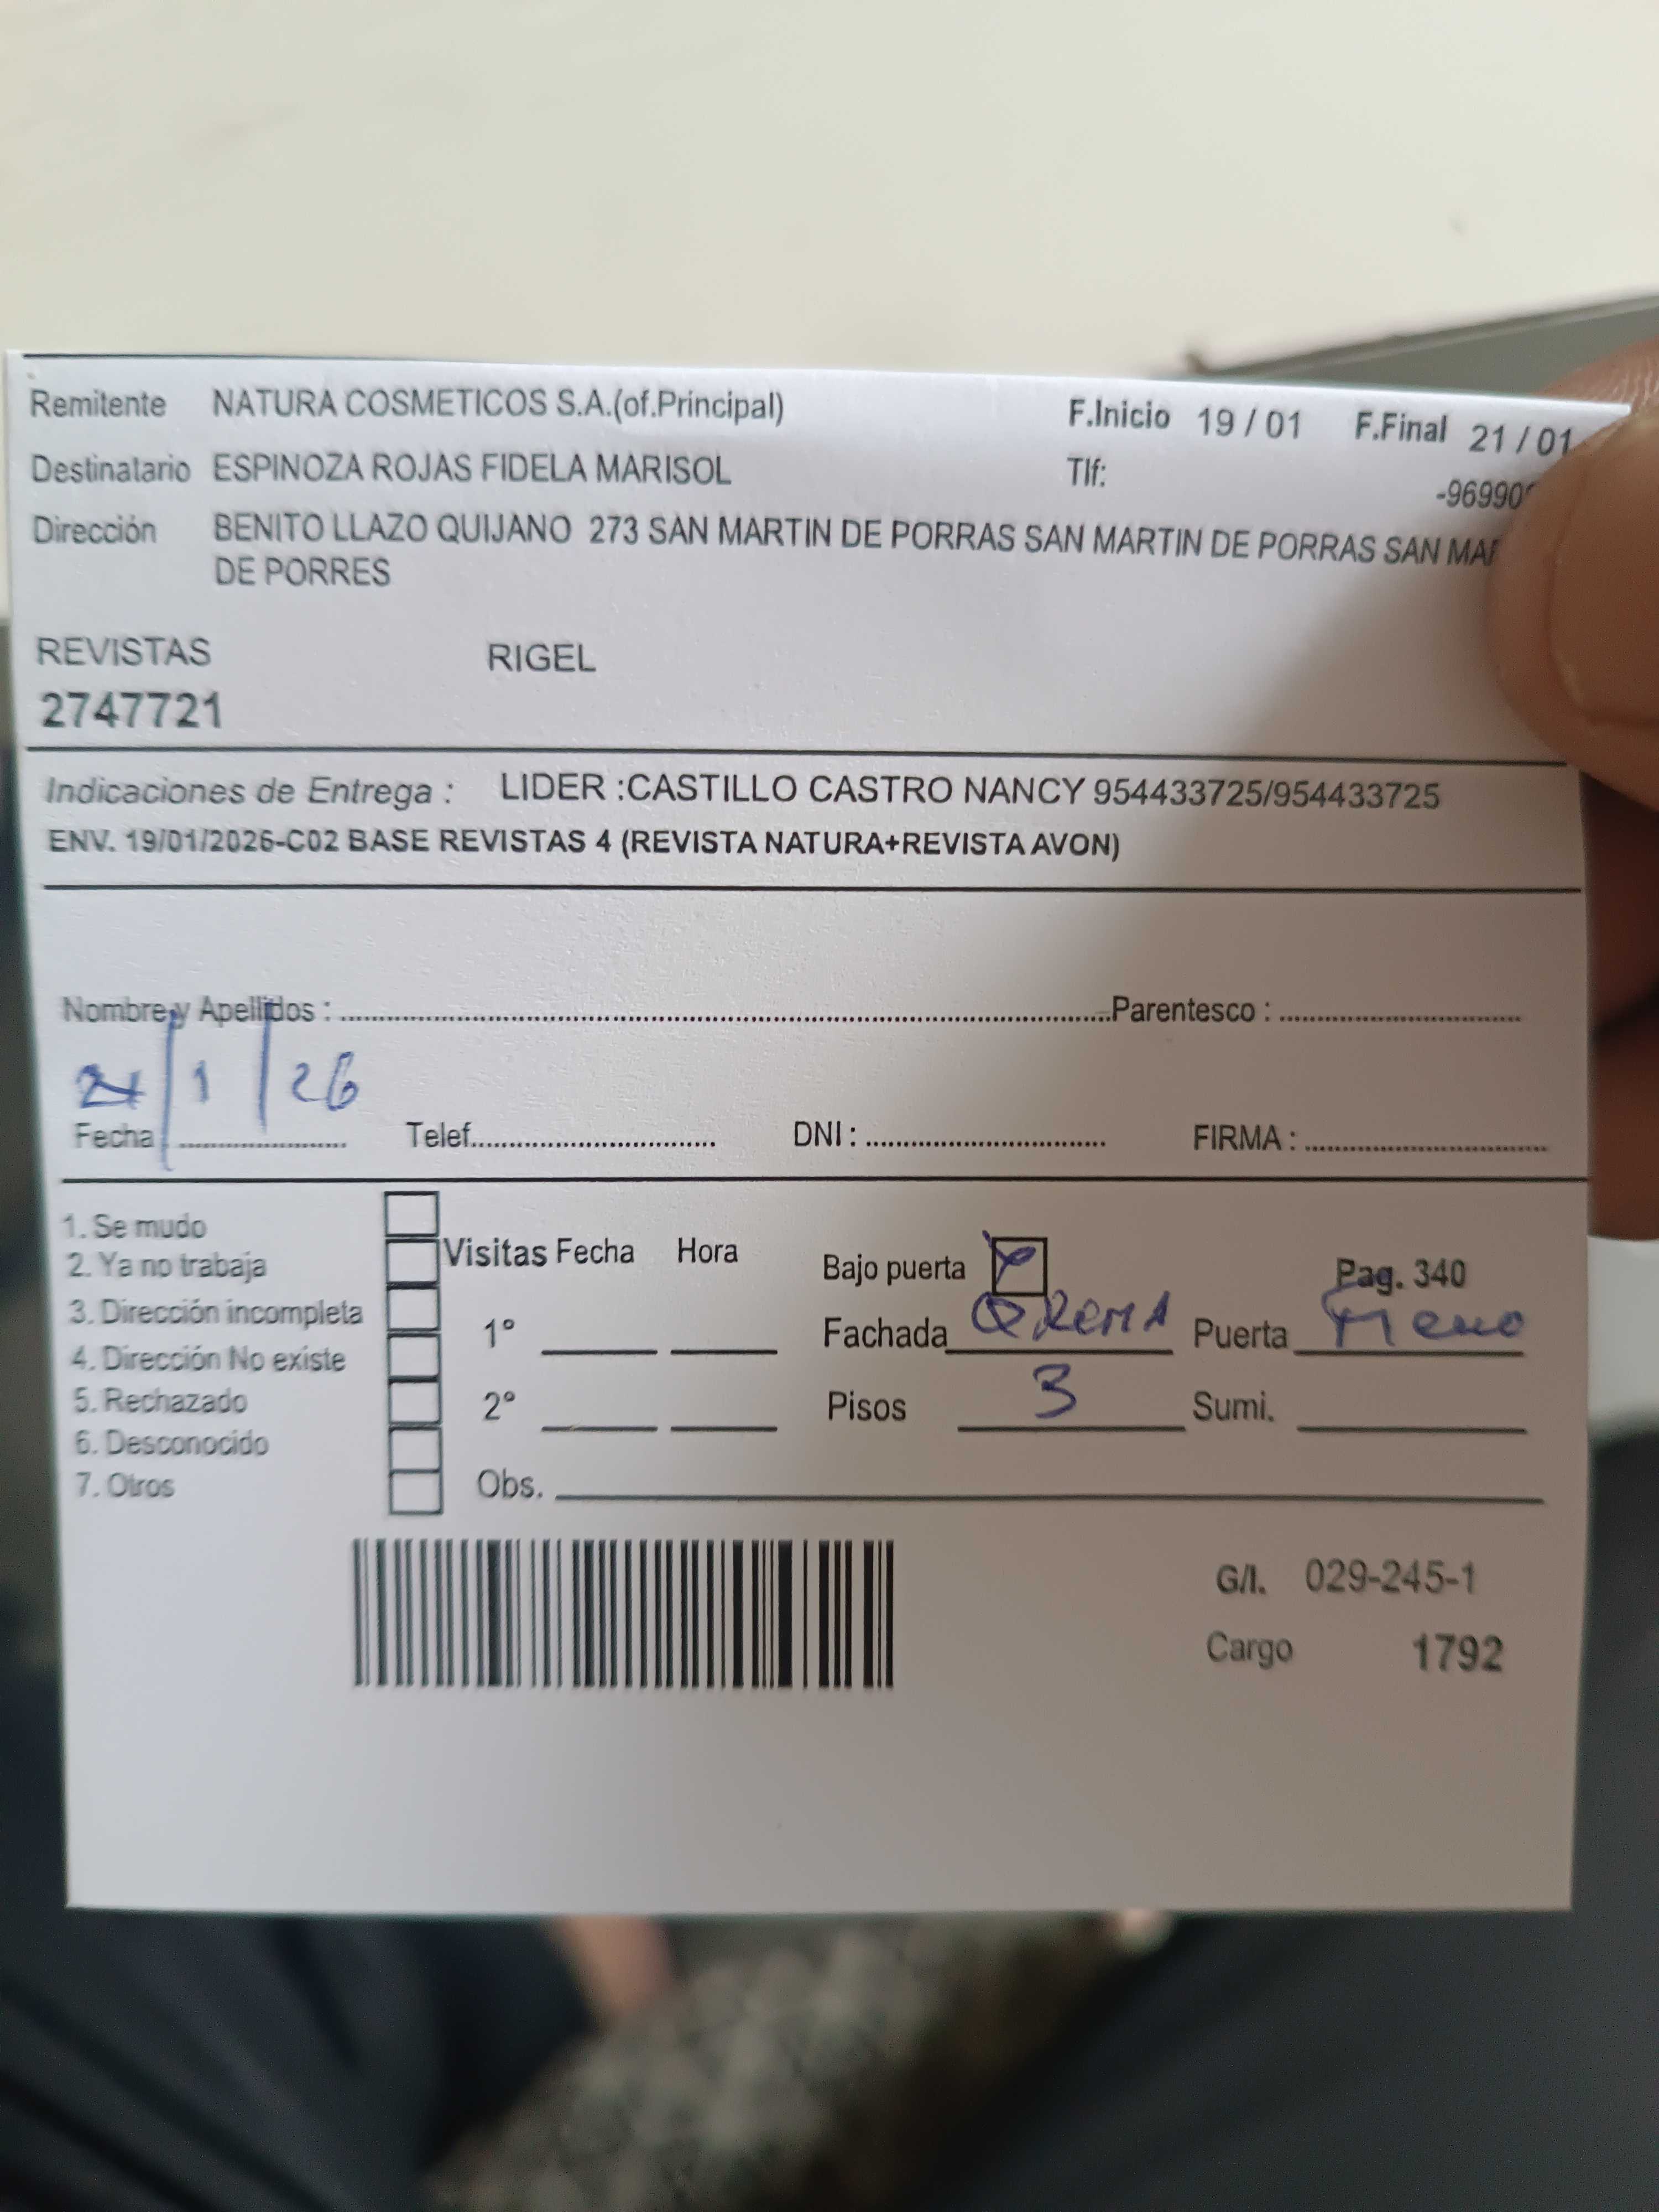 Remitente NATURA COSMETICOS S.A.(of.Principal) F.Inicio 19 / 01 F.Final 21 / 01
Destinatario ESPINOZA ROJAS FIDELA MARISOL Tlf: -96990
Dirección BENITO LLAZO QUIJANO 273 SAN MARTIN DE PORRAS SAN MARTIN DE PORRAS SAN MAR
DE PORRES
REVISTAS RIGEL
2747721
Indicaciones de Entrega : LIDER :CASTILLO CASTRO NANCY 954433725/954433725
ENV. 19/01/2026-C02 BASE REVISTAS 4 (REVISTA NATURA+REVISTA AVON)
Nombre y Apellidos : Parentesco :
/ 1 / 26
Fecha Telef. DNI : FIRMA :
1. Se mudo
2. Ya no trabaja
3. Dirección incompleta
4. Dirección No existe
5. Rechazado
6. Desconocido
7. Otros
Visitas Fecha Hora
1°
2°
Obs.
Bajo puerta
Fachada
Pisos 3
Pag. 340
Puerta
Sumi.
G/I. 029-245-1
Cargo 1792